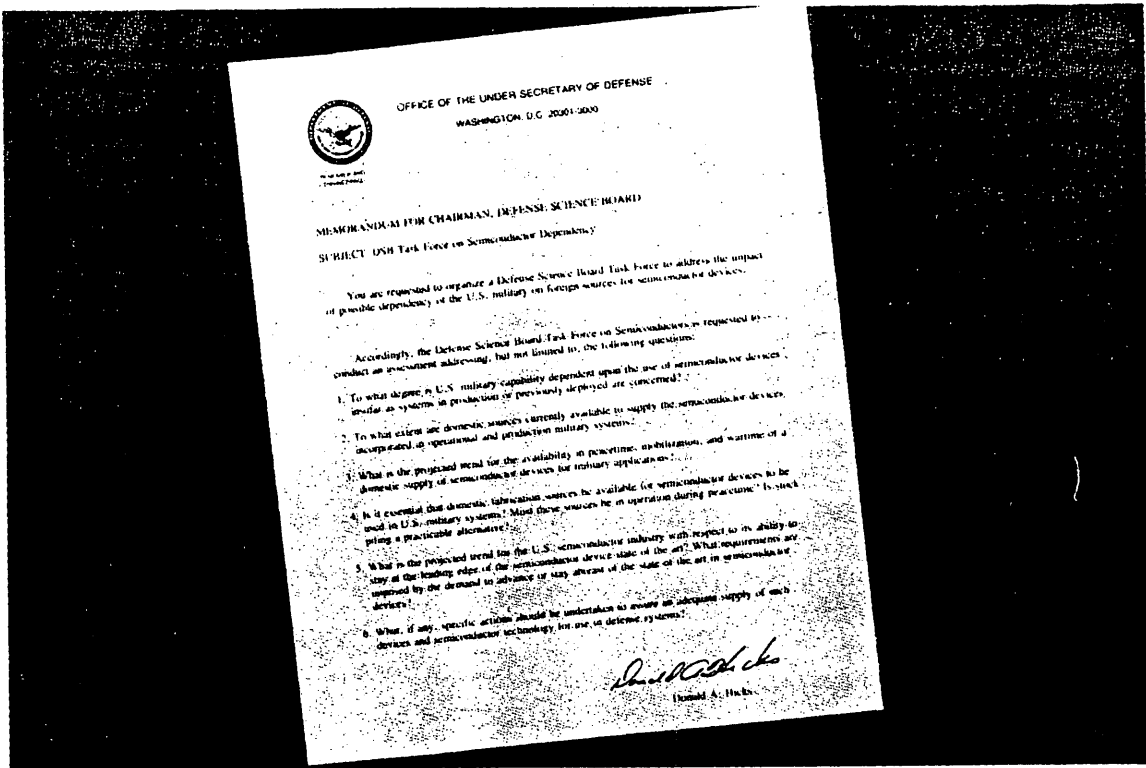 OFFICE OF THE UNDER SECRETARY OF DEFENSE
WASHINGTON, D.C. 20301-3000
RESEARCH AND
ENGINEERING
MEMORANDUM FOR CHAIRMAN, DEFENSE SCIENCE BOARD
SUBJECT: DSB Task Force on Semiconductor Dependency
You are requested to organize a Defense Science Board Task Force to address the impact
of possible dependency of the U.S. military on foreign sources for semiconductor devices.
Accordingly, the Defense Science Board Task Force on Semiconductors is requested to
conduct an assessment addressing, but not limited to, the following questions:
1. To what degree is U.S. military capability dependent upon the use of semiconductor devices
insofar as systems in production or previously deployed are concerned?
2. To what extent are domestic sources currently available to supply the semiconductor devices
incorporated in operational and production military systems?
3. What is the projected trend for the availability in peacetime, mobilization, and wartime of a
domestic supply of semiconductor devices for military applications?
4. Is it essential that domestic fabrication sources be available for semiconductor devices to be
used in U.S. military systems? Must these sources be in operation during peacetime? Is stock
piling a practicable alternative?
5. What is the projected trend for the U.S. semiconductor industry with respect to its ability to
stay at the leading edge of the semiconductor device state of the art? What requirements are
imposed by the demand to advance or stay abreast of the state of the art in semiconductor
devices?
6. What, if any, specific actions should be undertaken to assure an adequate supply of such
devices and semiconductor technology for use in defense systems?
Donald A. Hicks
Donald A. Hicks